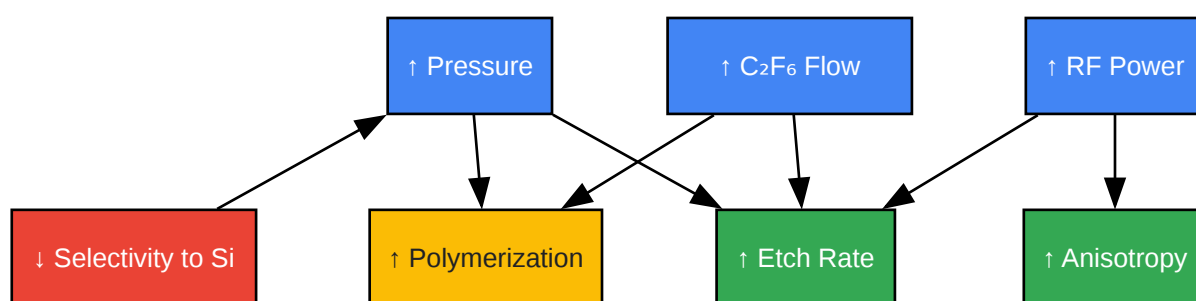 ↑ Pressure
↑ C₂F₆ Flow
↑ RF Power
↓ Selectivity to Si
↑ Polymerization
↑ Etch Rate
↑ Anisotropy